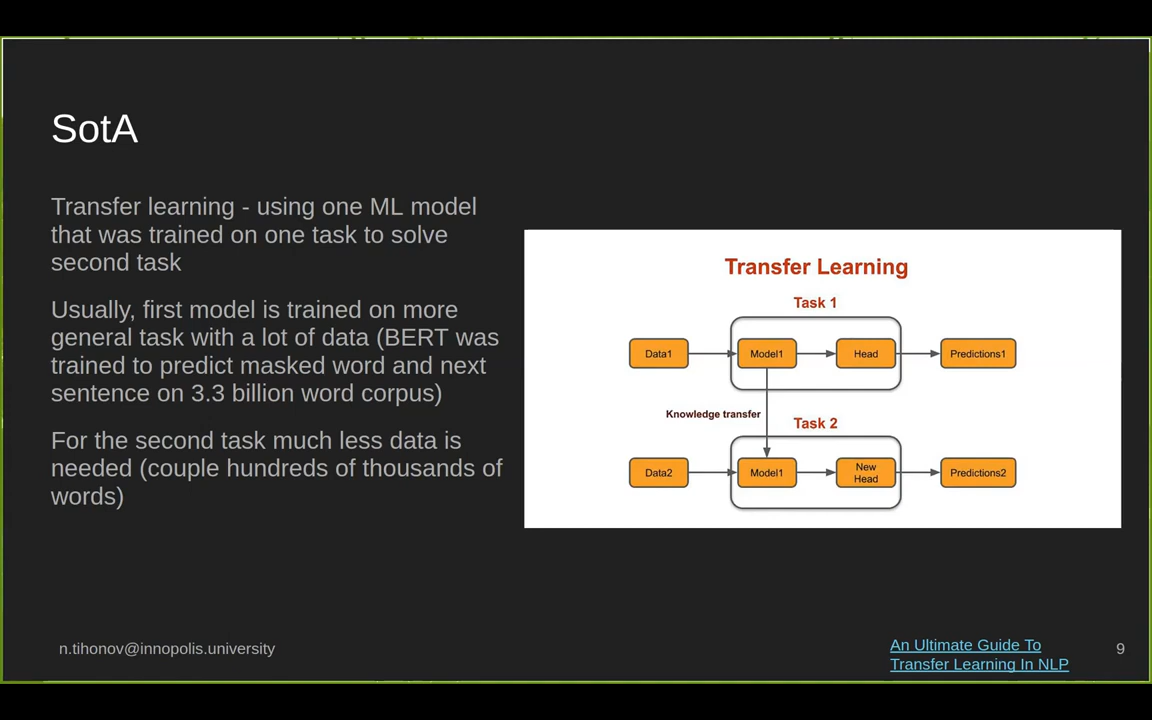 SotA
Transfer learning - using one ML model
that was trained on one task to solve
second task
Usually, first model is trained on more
general task with a lot of data (BERT was
trained to predict masked word and next
sentence on 3.3 billion word corpus)
For the second task much less data is
needed (couple hundreds of thousands of
words)
Transfer Learning
Task 1
Data1
Model1
Head
Predictions1
Knowledge transfer
Task 2
Data2
Model1
New
Head
Predictions2
n.tihonov@innopolis.university
An Ultimate Guide To
Transfer Learning In NLP
9